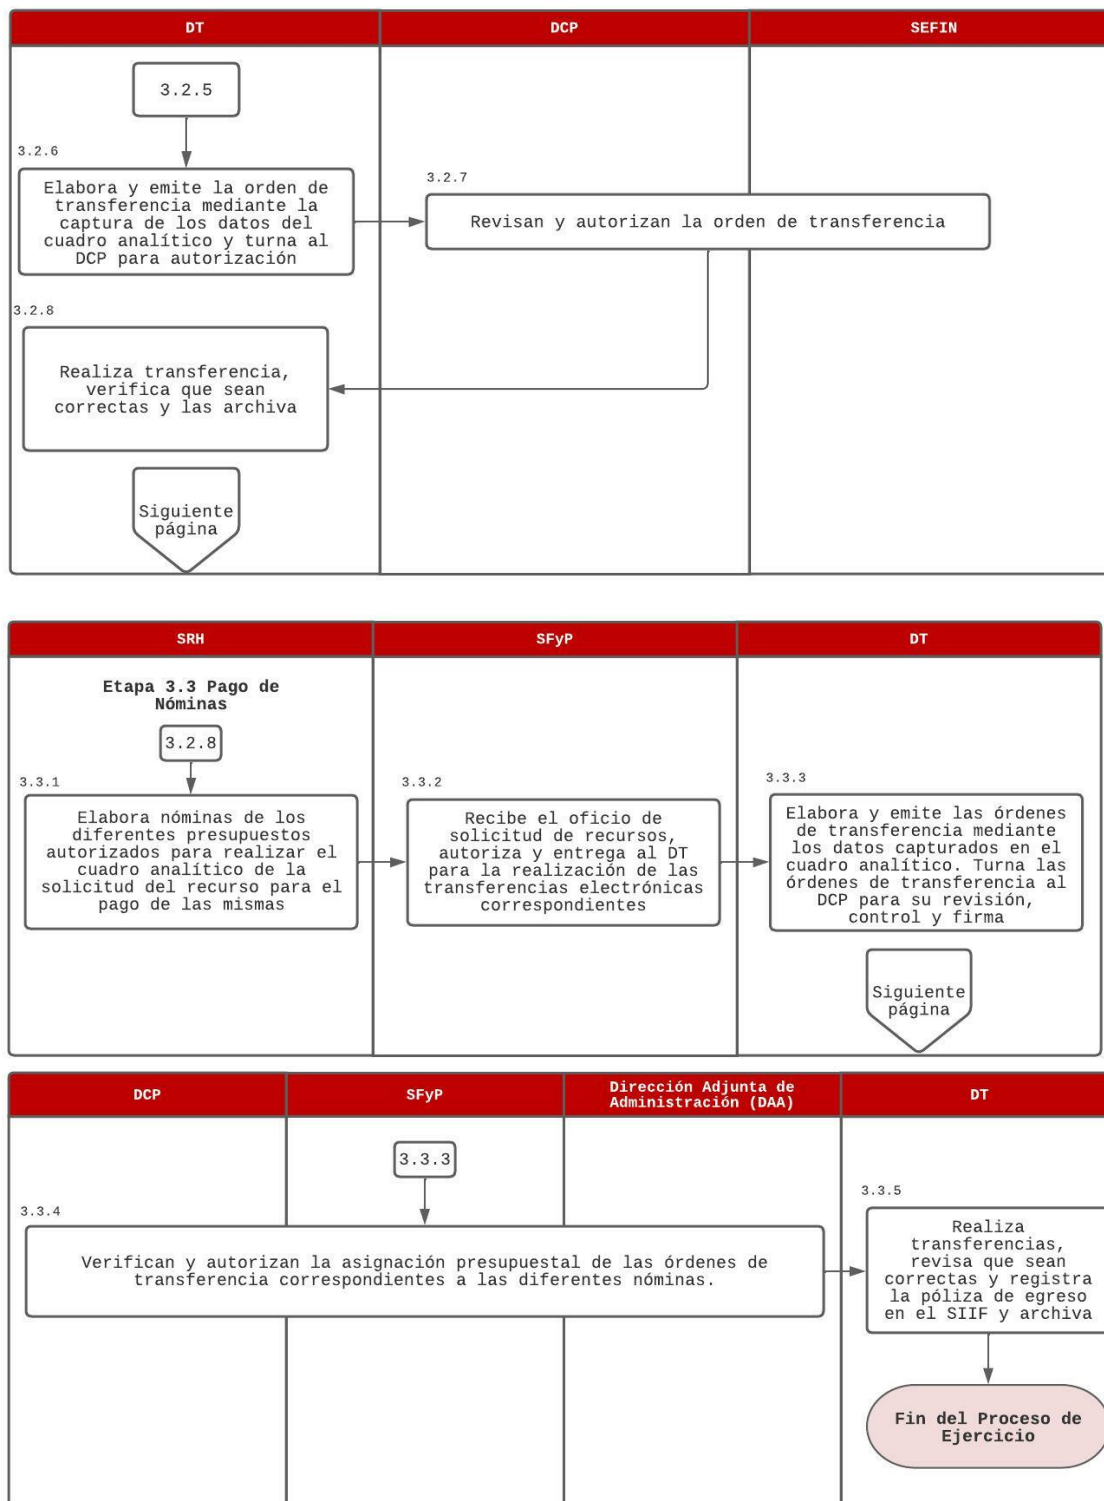 DT
DCP
SEFIN
3.2.5
3.2.6
Elabora y emite la orden de
transferencia mediante la
captura de los datos del
cuadro analítico y turna al
DCP para autorización
3.2.7
Revisan y autorizan la orden de transferencia
3.2.8
Realiza transferencia,
verifica que sean
correctas y las archiva
Siguiente
página
SRH
SFyP
DT
Etapa 3.3 Pago de
Nóminas
3.2.8
3.3.1
Elabora nóminas de los
diferentes presupuestos
autorizados para realizar el
cuadro analítico de la
solicitud del recurso para el
pago de las mismas
3.3.2
Recibe el oficio de
solicitud de recursos,
autoriza y entrega al DT
para la realización de las
transferencias electrónicas
correspondientes
3.3.3
Elabora y emite las órdenes
de transferencia mediante
los datos capturados en el
cuadro analítico. Turna las
órdenes de transferencia al
DCP para su revisión,
control y firma
Siguiente
página
DCP
SFyP
Dirección Adjunta de
Administración (DAA)
DT
3.3.3
3.3.4
Verifican y autorizan la asignación presupuestal de las órdenes de
transferencia correspondientes a las diferentes nóminas.
3.3.5
Realiza
transferencias,
revisa que sean
correctas y registra
la póliza de egreso
en el SIIF y archiva
Fin del Proceso de
Ejercicio